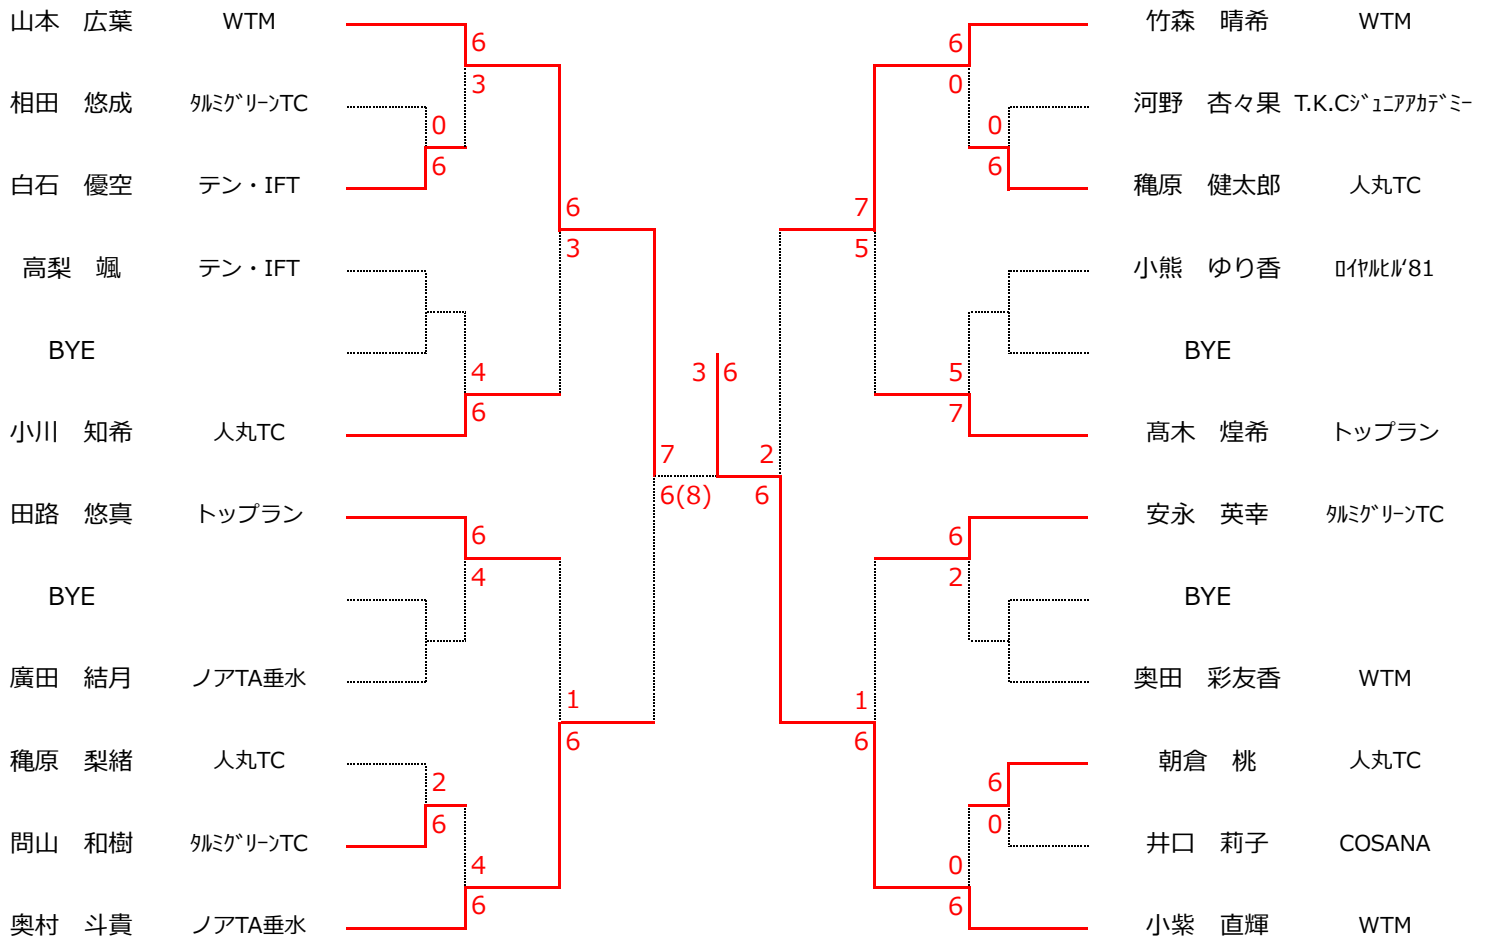 山本　広葉 WTM
6
3
相田　悠成 ﾀﾙﾐｸﾞﾘｰﾝTC
0
6
白石　優空 テン・IFT
6
3
高梨　颯 テン・IFT
BYE
4
6
小川　知希 人丸TC
7
6(8)
田路　悠真 トップラン
6
4
BYE
廣田　結月 ノアTA垂水
1
6
穐原　梨緒 人丸TC
2
6
問山　和樹 ﾀﾙﾐｸﾞﾘｰﾝTC
4
6
奥村　斗貴 ノアTA垂水
3 6
竹森　晴希 WTM
6
0
河野　杏々果 T.K.Cｼﾞｭﾆｱｱｶﾃﾞﾐｰ
0
6
穐原　健太郎 人丸TC
7
5
小熊　ゆり香 ﾛｲﾔﾙﾋﾙ‘81
BYE
5
7
髙木　煌希 トップラン
2
6
安永　英幸 ﾀﾙﾐｸﾞﾘｰﾝTC
6
2
BYE
奥田　彩友香 WTM
1
6
朝倉　桃 人丸TC
6
0
井口　莉子 COSANA
0
6
小紫　直輝 WTM